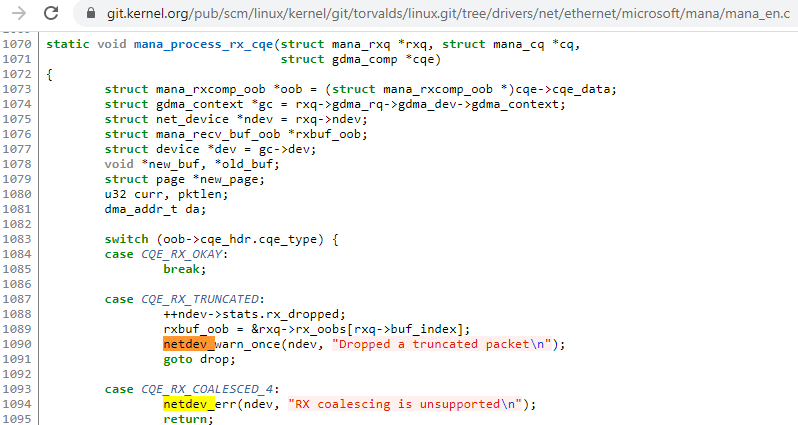 git.kernel.org/pub/scm/linux/kernel/git/torvalds/linux.git/tree/drivers/net/ethernet/microsoft/mana/mana_en.c
1070 static void mana_process_rx_cqe(struct mana_rxq *rxq, struct mana_cq *cq,
1071                                 struct gdma_comp *cqe)
1072 {
1073         struct mana_rxcomp_oob *oob = (struct mana_rxcomp_oob *)cqe->cqe_data;
1074         struct gdma_context *gc = rxq->gdma_rq->gdma_dev->gdma_context;
1075         struct net_device *ndev = rxq->ndev;
1076         struct mana_recv_buf_oob *rxbuf_oob;
1077         struct device *dev = gc->dev;
1078         void *new_buf, *old_buf;
1079         struct page *new_page;
1080         u32 curr, pktlen;
1081         dma_addr_t da;
1082
1083         switch (oob->cqe_hdr.cqe_type) {
1084         case CQE_RX_OKAY:
1085                 break;
1086
1087         case CQE_RX_TRUNCATED:
1088                 ++ndev->stats.rx_dropped;
1089                 rxbuf_oob = &rxq->rx_oobs[rxq->buf_index];
1090                 netdev_warn_once(ndev, "Dropped a truncated packet\n");
1091                 goto drop;
1092
1093         case CQE_RX_COALESCED_4:
1094                 netdev_err(ndev, "RX coalescing is unsupported\n");
1095                 return;